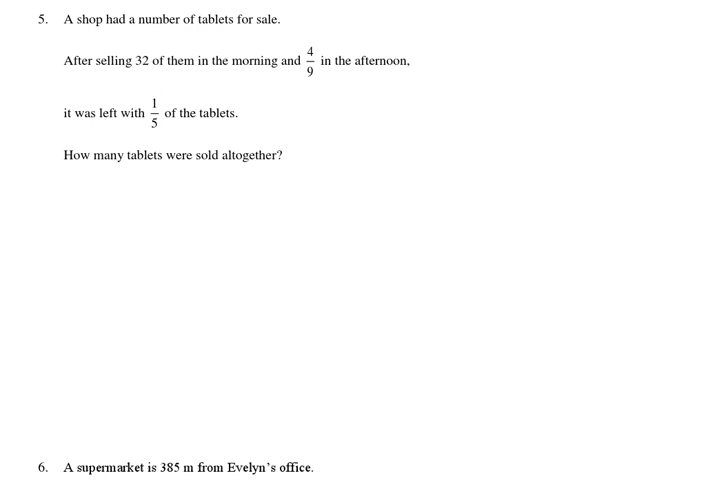 5. A shop had a number of tablets for sale.
After selling 32 of them in the morning and 4/9 in the afternoon,
it was left with 1/5 of the tablets.
How many tablets were sold altogether?
6. A supermarket is 385 m from Evelyn's office.